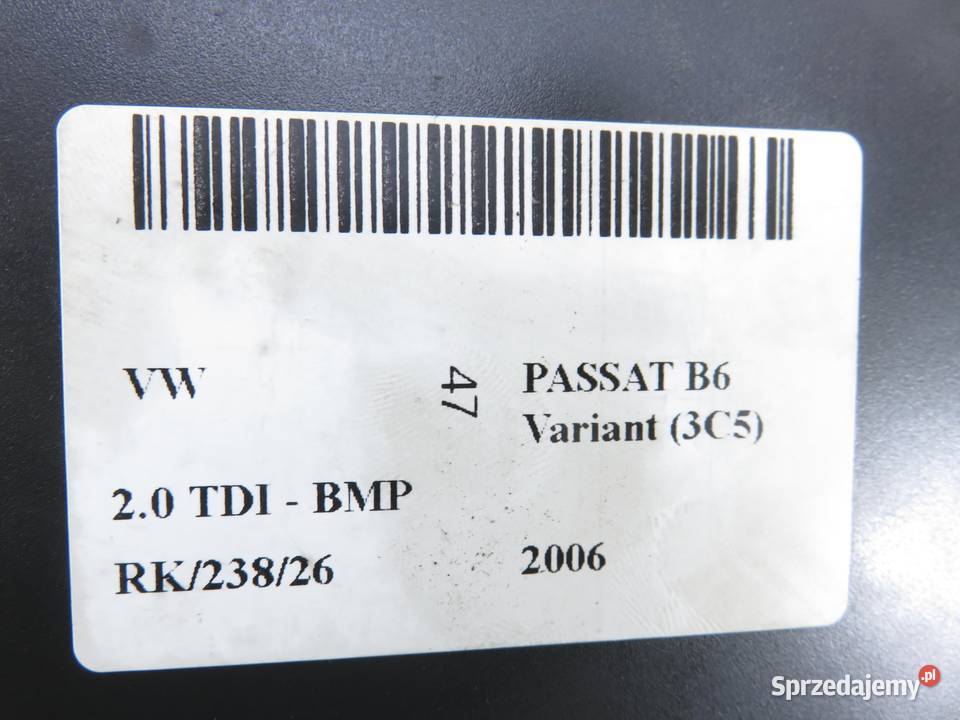 VW
47
PASSAT B6
Variant (3C5)
2.0 TDI - BMP
RK/238/26
2006
Sprzedajemy.pl